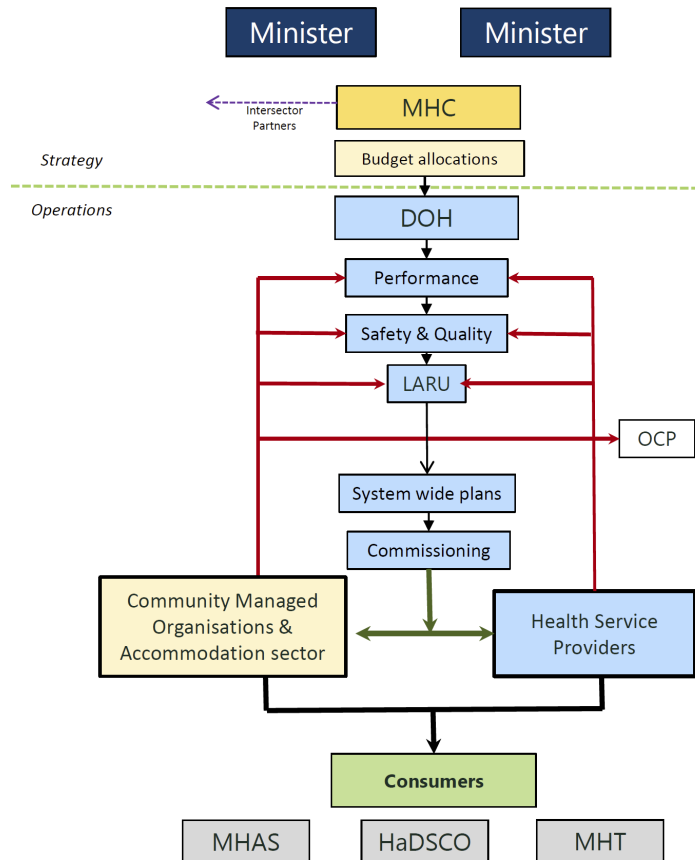 Minister
Minister
MHC
Intersector
Partners
Strategy
Budget allocations
Operations
DOH
Performance
Safety & Quality
LARU
OCP
System wide plans
Commissioning
Community Managed
Organisations &
Accommodation sector
Health Service
Providers
Consumers
MHAS
HaDSCO
MHT